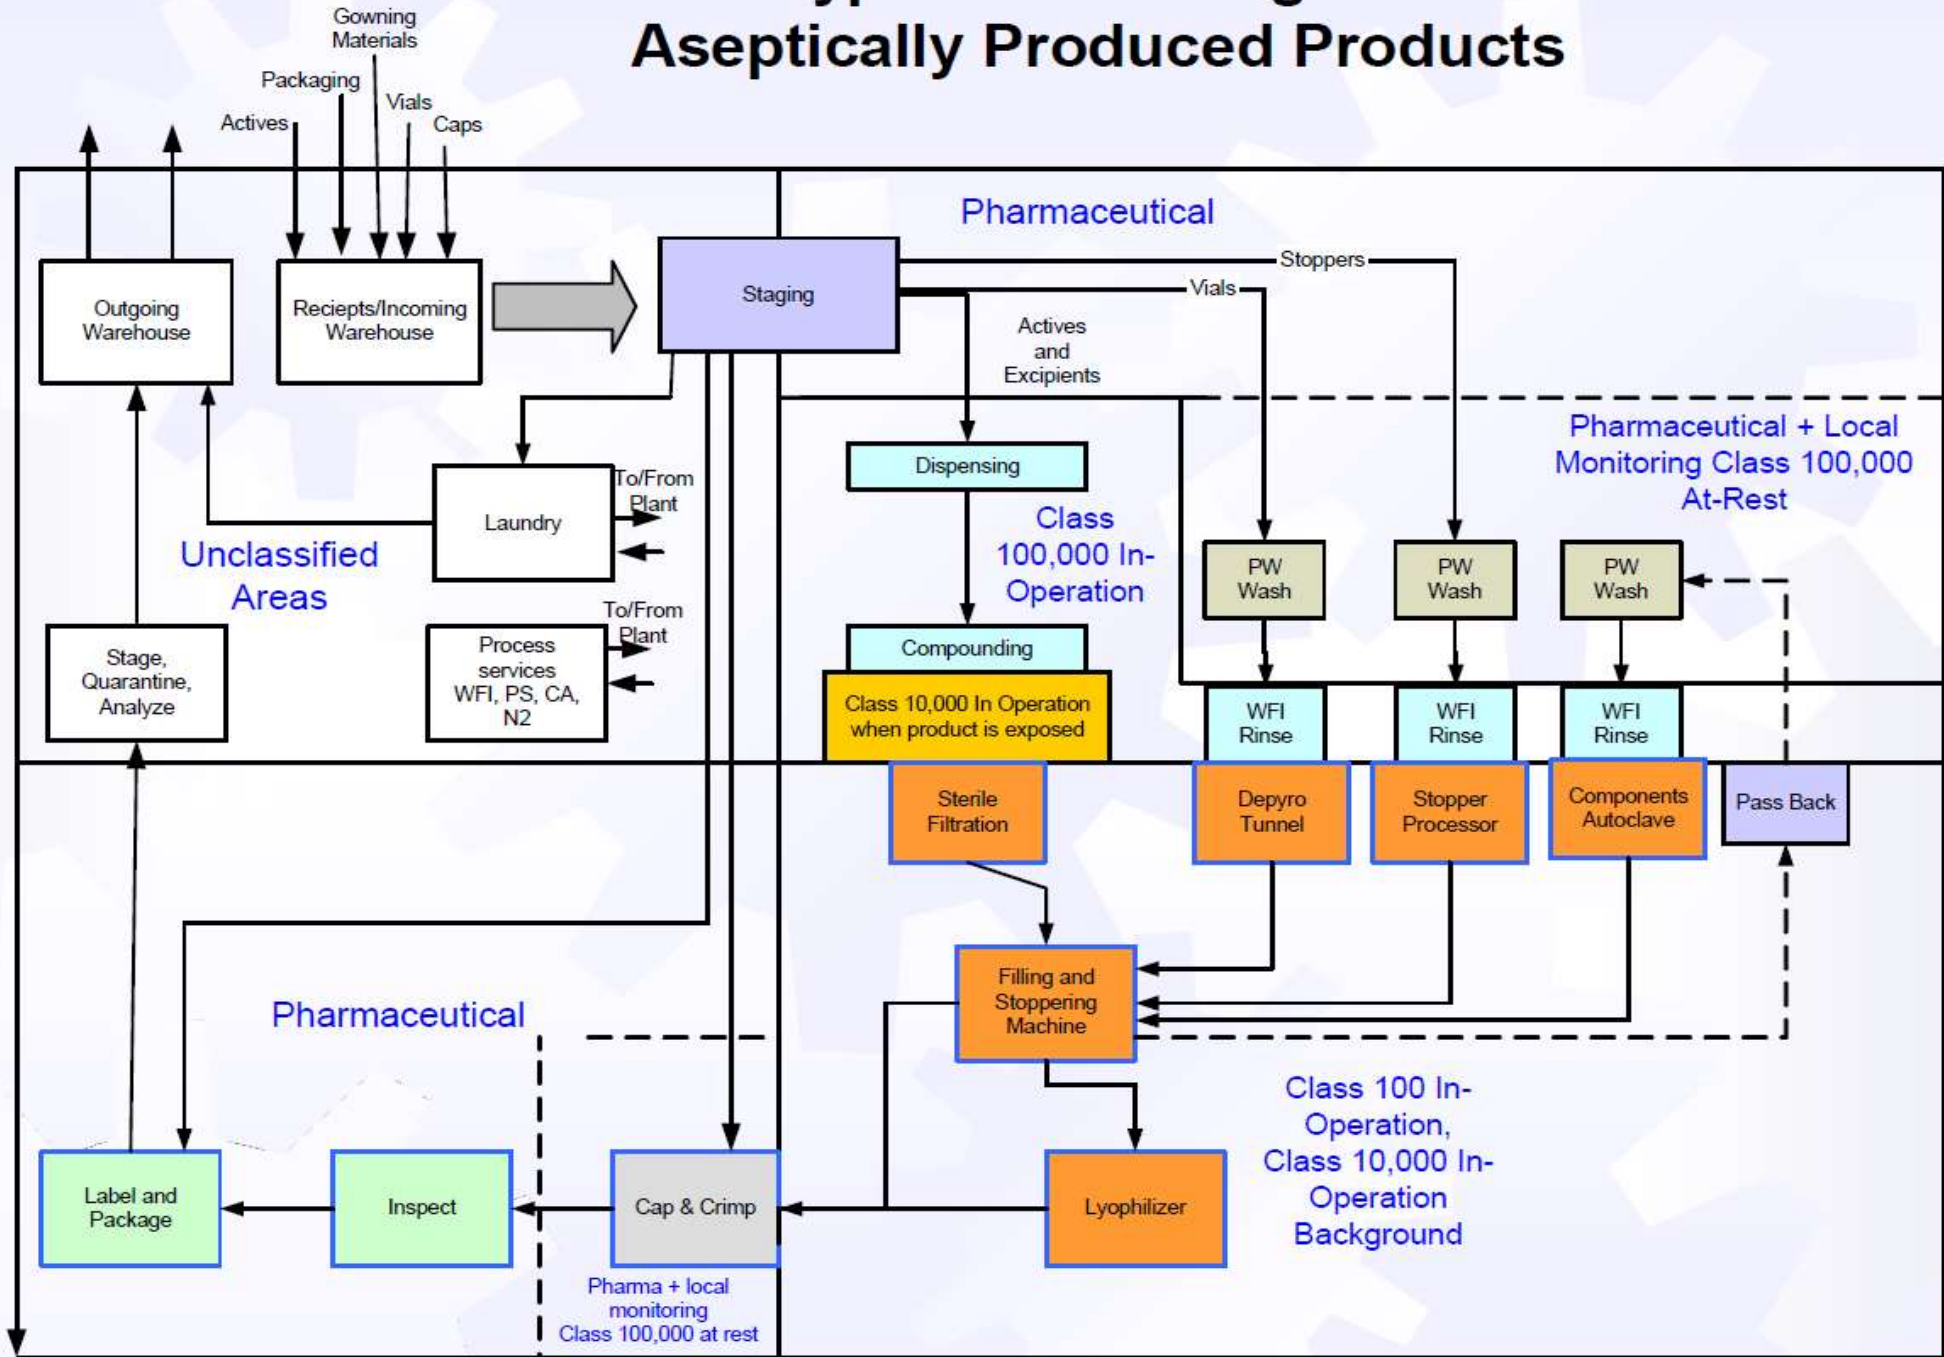 Aseptically Produced Products
Gowning
Materials
Packaging
Vials
Actives
Caps
Pharmaceutical
Outgoing
Warehouse
Reciepts/Incoming
Warehouse
Staging
Stoppers
Vials
Actives
and
Excipients
Pharmaceutical + Local
Monitoring Class 100,000
At-Rest
Dispensing
Laundry
To/From
Plant
Unclassified
Areas
Class
100,000 In-
Operation
PW
Wash
PW
Wash
PW
Wash
Stage,
Quarantine,
Analyze
Process
services
WFI, PS, CA,
N2
To/From
Plant
Compounding
Class 10,000 In Operation
when product is exposed
WFI
Rinse
WFI
Rinse
WFI
Rinse
Sterile
Filtration
Depyro
Tunnel
Stopper
Processor
Components
Autoclave
Pass Back
Filling and
Stoppering
Machine
Pharmaceutical
Class 100 In-
Operation,
Class 10,000 In-
Operation
Background
Label and
Package
Inspect
Cap & Crimp
Lyophilizer
Pharma + local
monitoring
Class 100,000 at rest